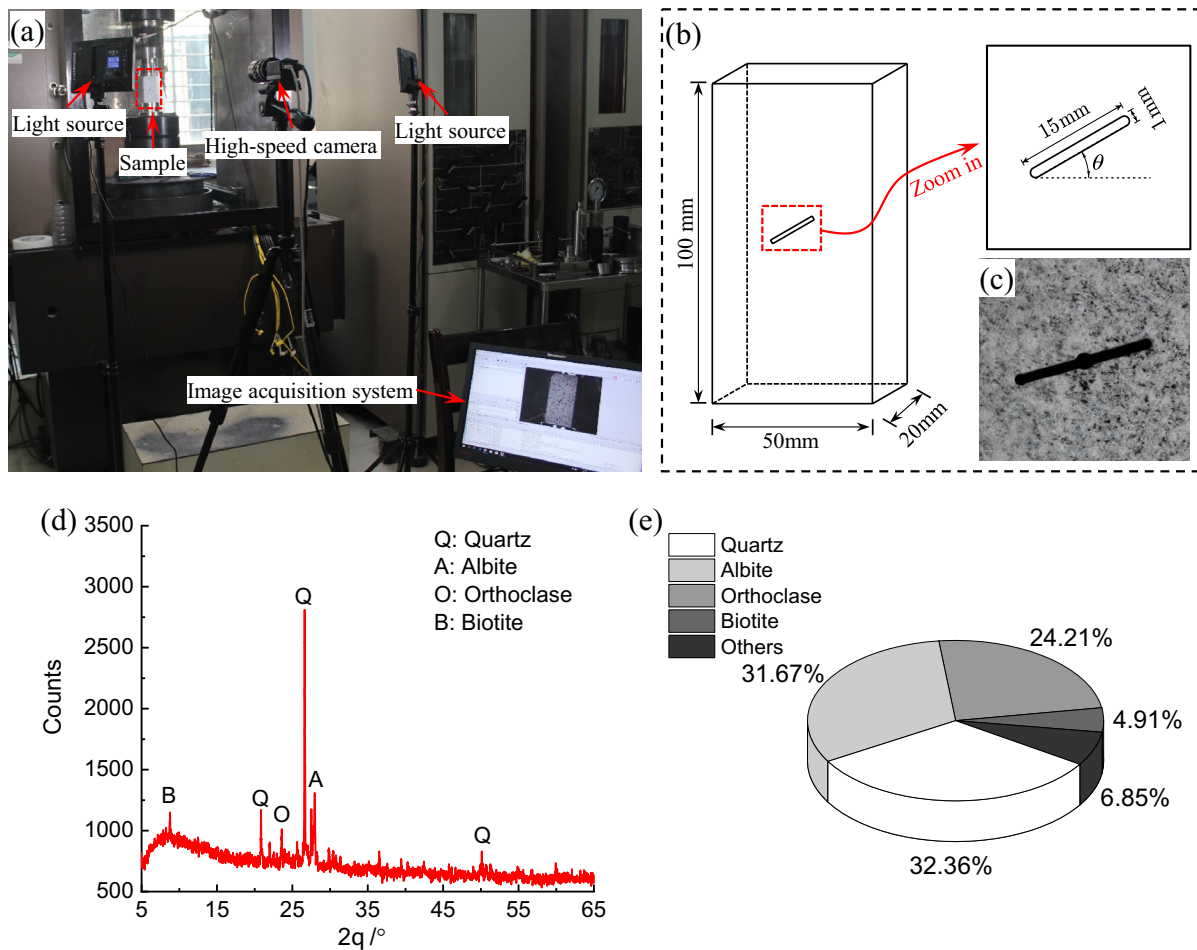 (a)
Light source
Sample
High-speed camera
Light source
Image acquisition system
(b)
100 mm
50mm
20mm
Zoom in
15mm
1mm
θ
(c)
(d)
3500
3000
2500
2000
1500
1000
500
Counts
Q: Quartz
A: Albite
O: Orthoclase
B: Biotite
B
Q
O
Q
A
Q
5
15
25
35
45
55
65
2q /°
(e)
Quartz
Albite
Orthoclase
Biotite
Others
31.67%
24.21%
4.91%
6.85%
32.36%